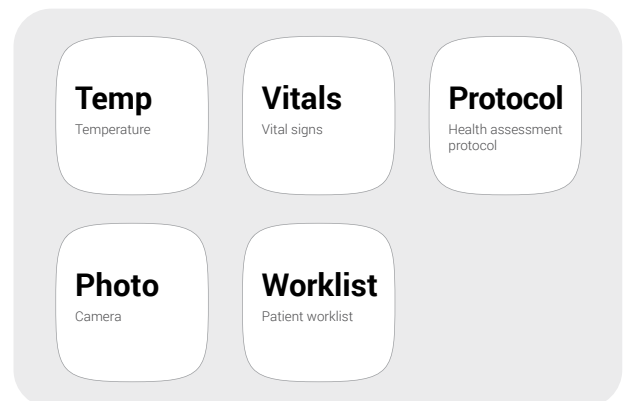 Temp
Temperature
Vitals
Vital signs
Protocol
Health assessment
protocol
Photo
Camera
Worklist
Patient worklist